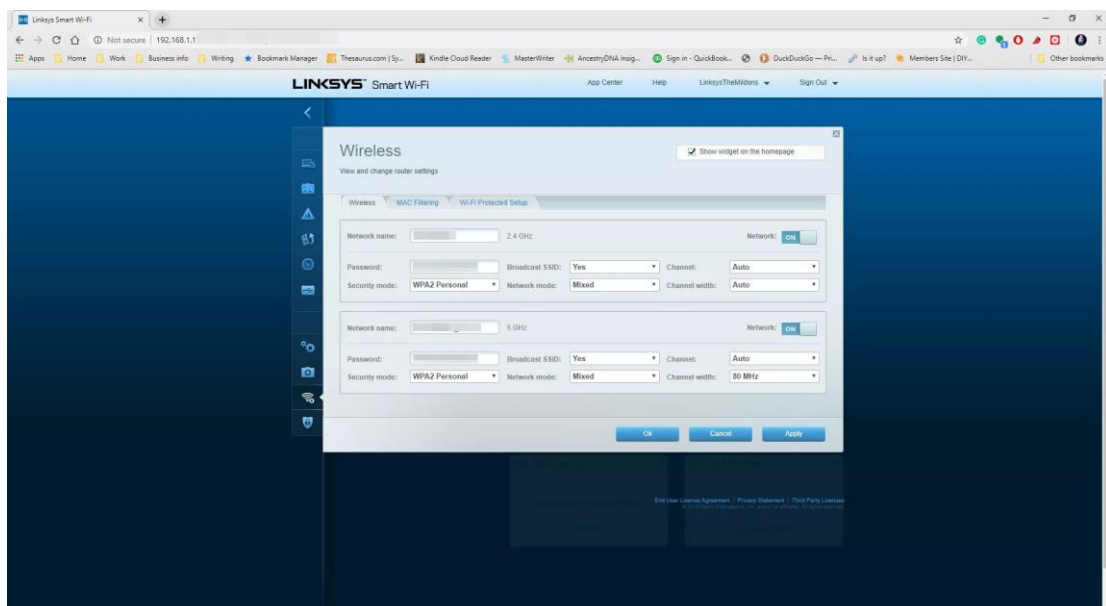 Linksys Smart Wi-Fi
Not secure | 192.168.1.1
Apps Home Work Business info Writing Bookmark Manager Thesaurus.com | Sy... Kindle Cloud Reader MasterWriter AncestryDNA Insig... Sign in - QuickBook... DuckDuckGo — Pri... Is it up? Members Site | DIY... Other bookmarks
LINKSYS Smart Wi-Fi App Center Help LinksysTheMildons Sign Out
Wireless Show widget on the homepage
View and change router settings
Wireless MAC Filtering Wi-Fi Protected Setup
Network name: 2.4 GHz Network: ON
Password: Broadcast SSID: Yes Channel: Auto
Security mode: WPA2 Personal Network mode: Mixed Channel width: Auto
Network name: 5 GHz Network: ON
Password: Broadcast SSID: Yes Channel: Auto
Security mode: WPA2 Personal Network mode: Mixed Channel width: 80 MHz
Ok Cancel Apply
End User License Agreement | Privacy Statement | Third Party Licenses